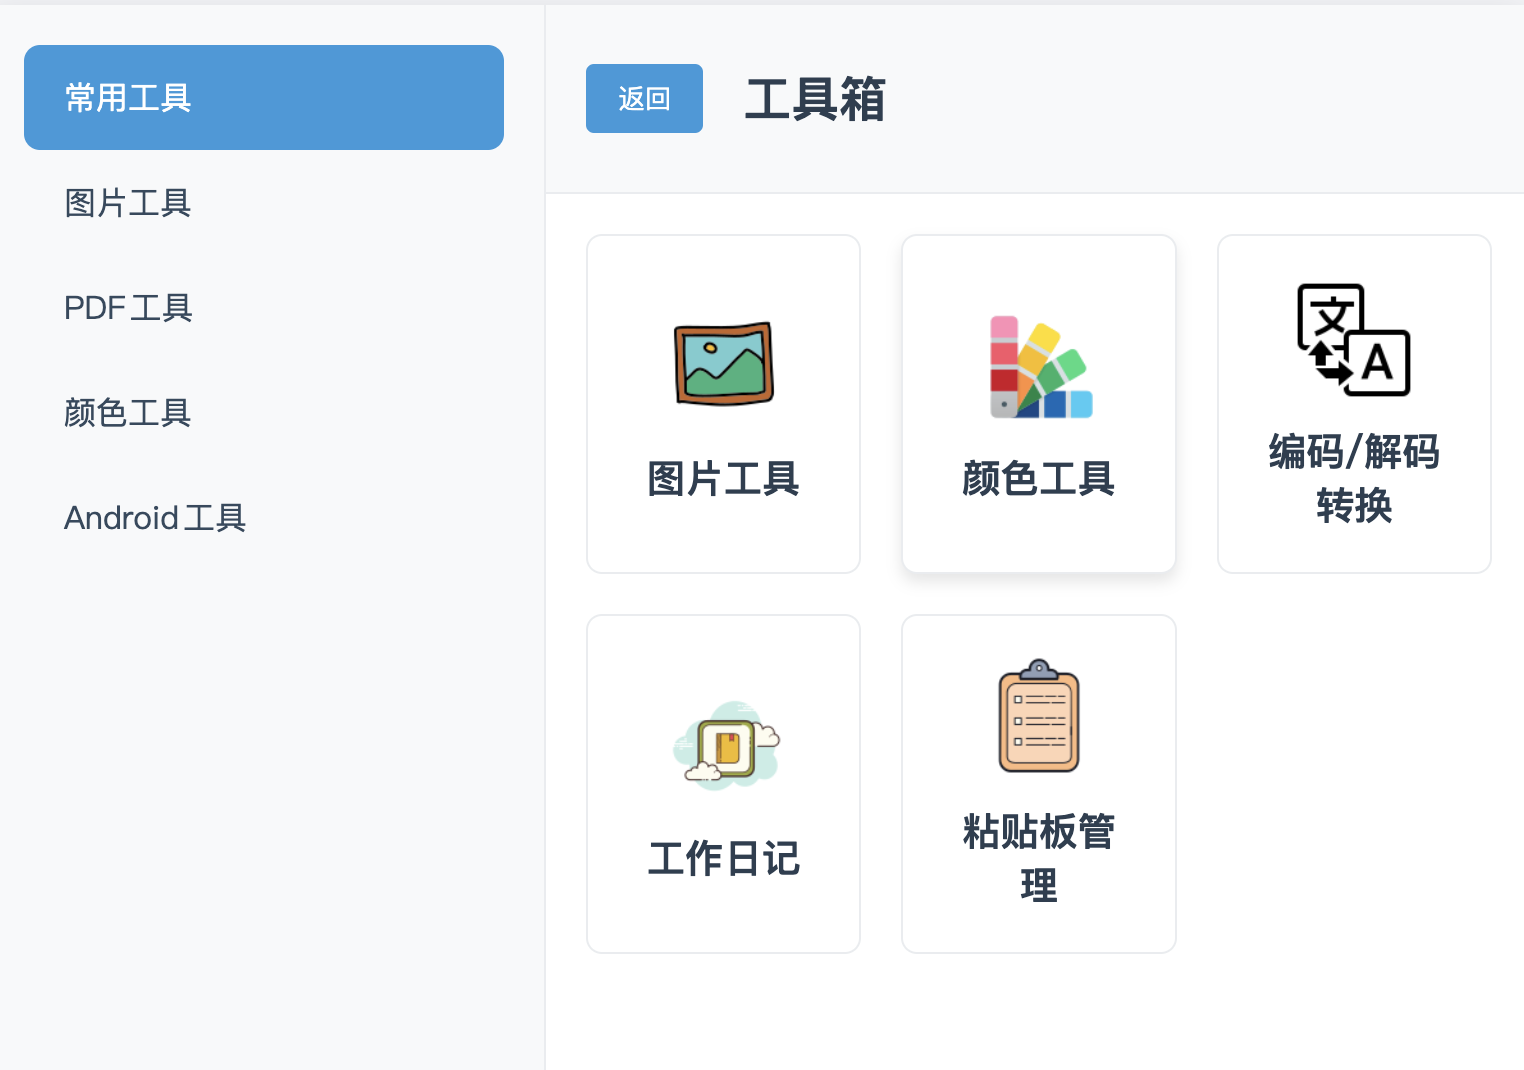 常用工具
图片工具
PDF工具
颜色工具
Android工具
返回
工具箱
图片工具
颜色工具
文
A
编码/解码
转换
工作日记
粘贴板管
理